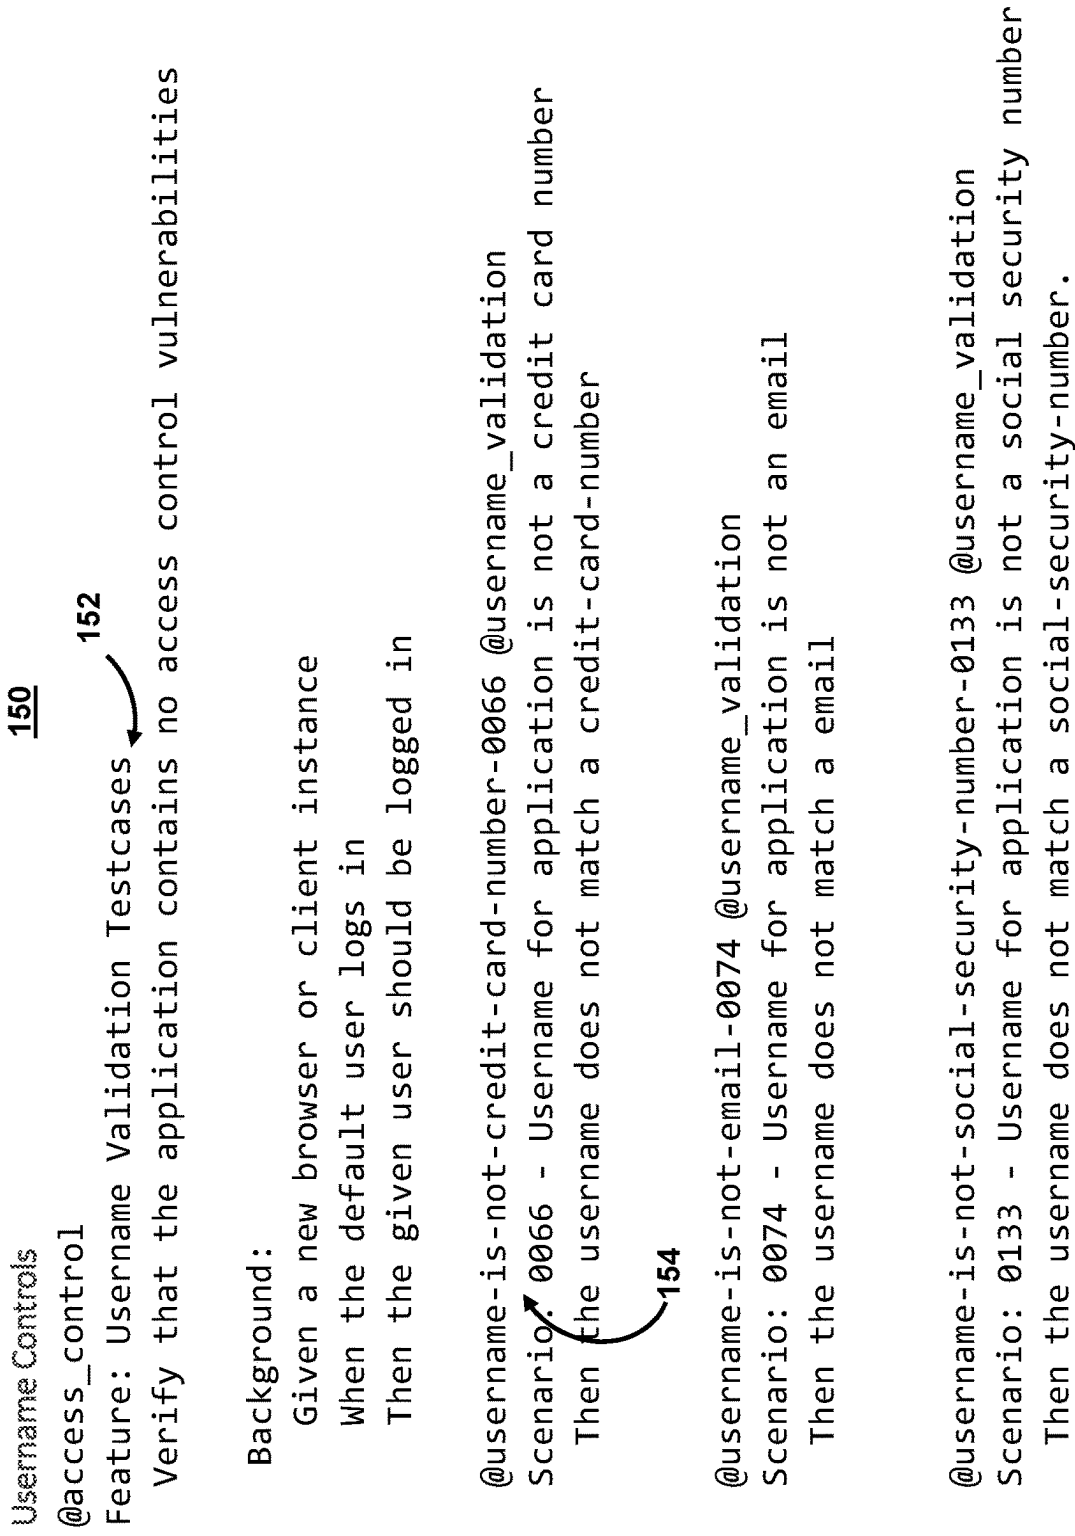 150
Username Controls
@access_control
Feature: Username Validation Testcases
152
Verify that the application contains no access control vulnerabilities
Background:
Given a new browser or client instance
When the default user logs in
Then the given user should be logged in
@username-is-not-credit-card-number-0066 @username_validation
Scenario: 0066 - Username for application is not a credit card number
Then the username does not match a credit-card-number
154
@username-is-not-email-0074 @username_validation
Scenario: 0074 - Username for application is not an email
Then the username does not match a email
@username-is-not-social-security-number-0133 @username_validation
Scenario: 0133 - Username for application is not a social security number
Then the username does not match a social-security-number.